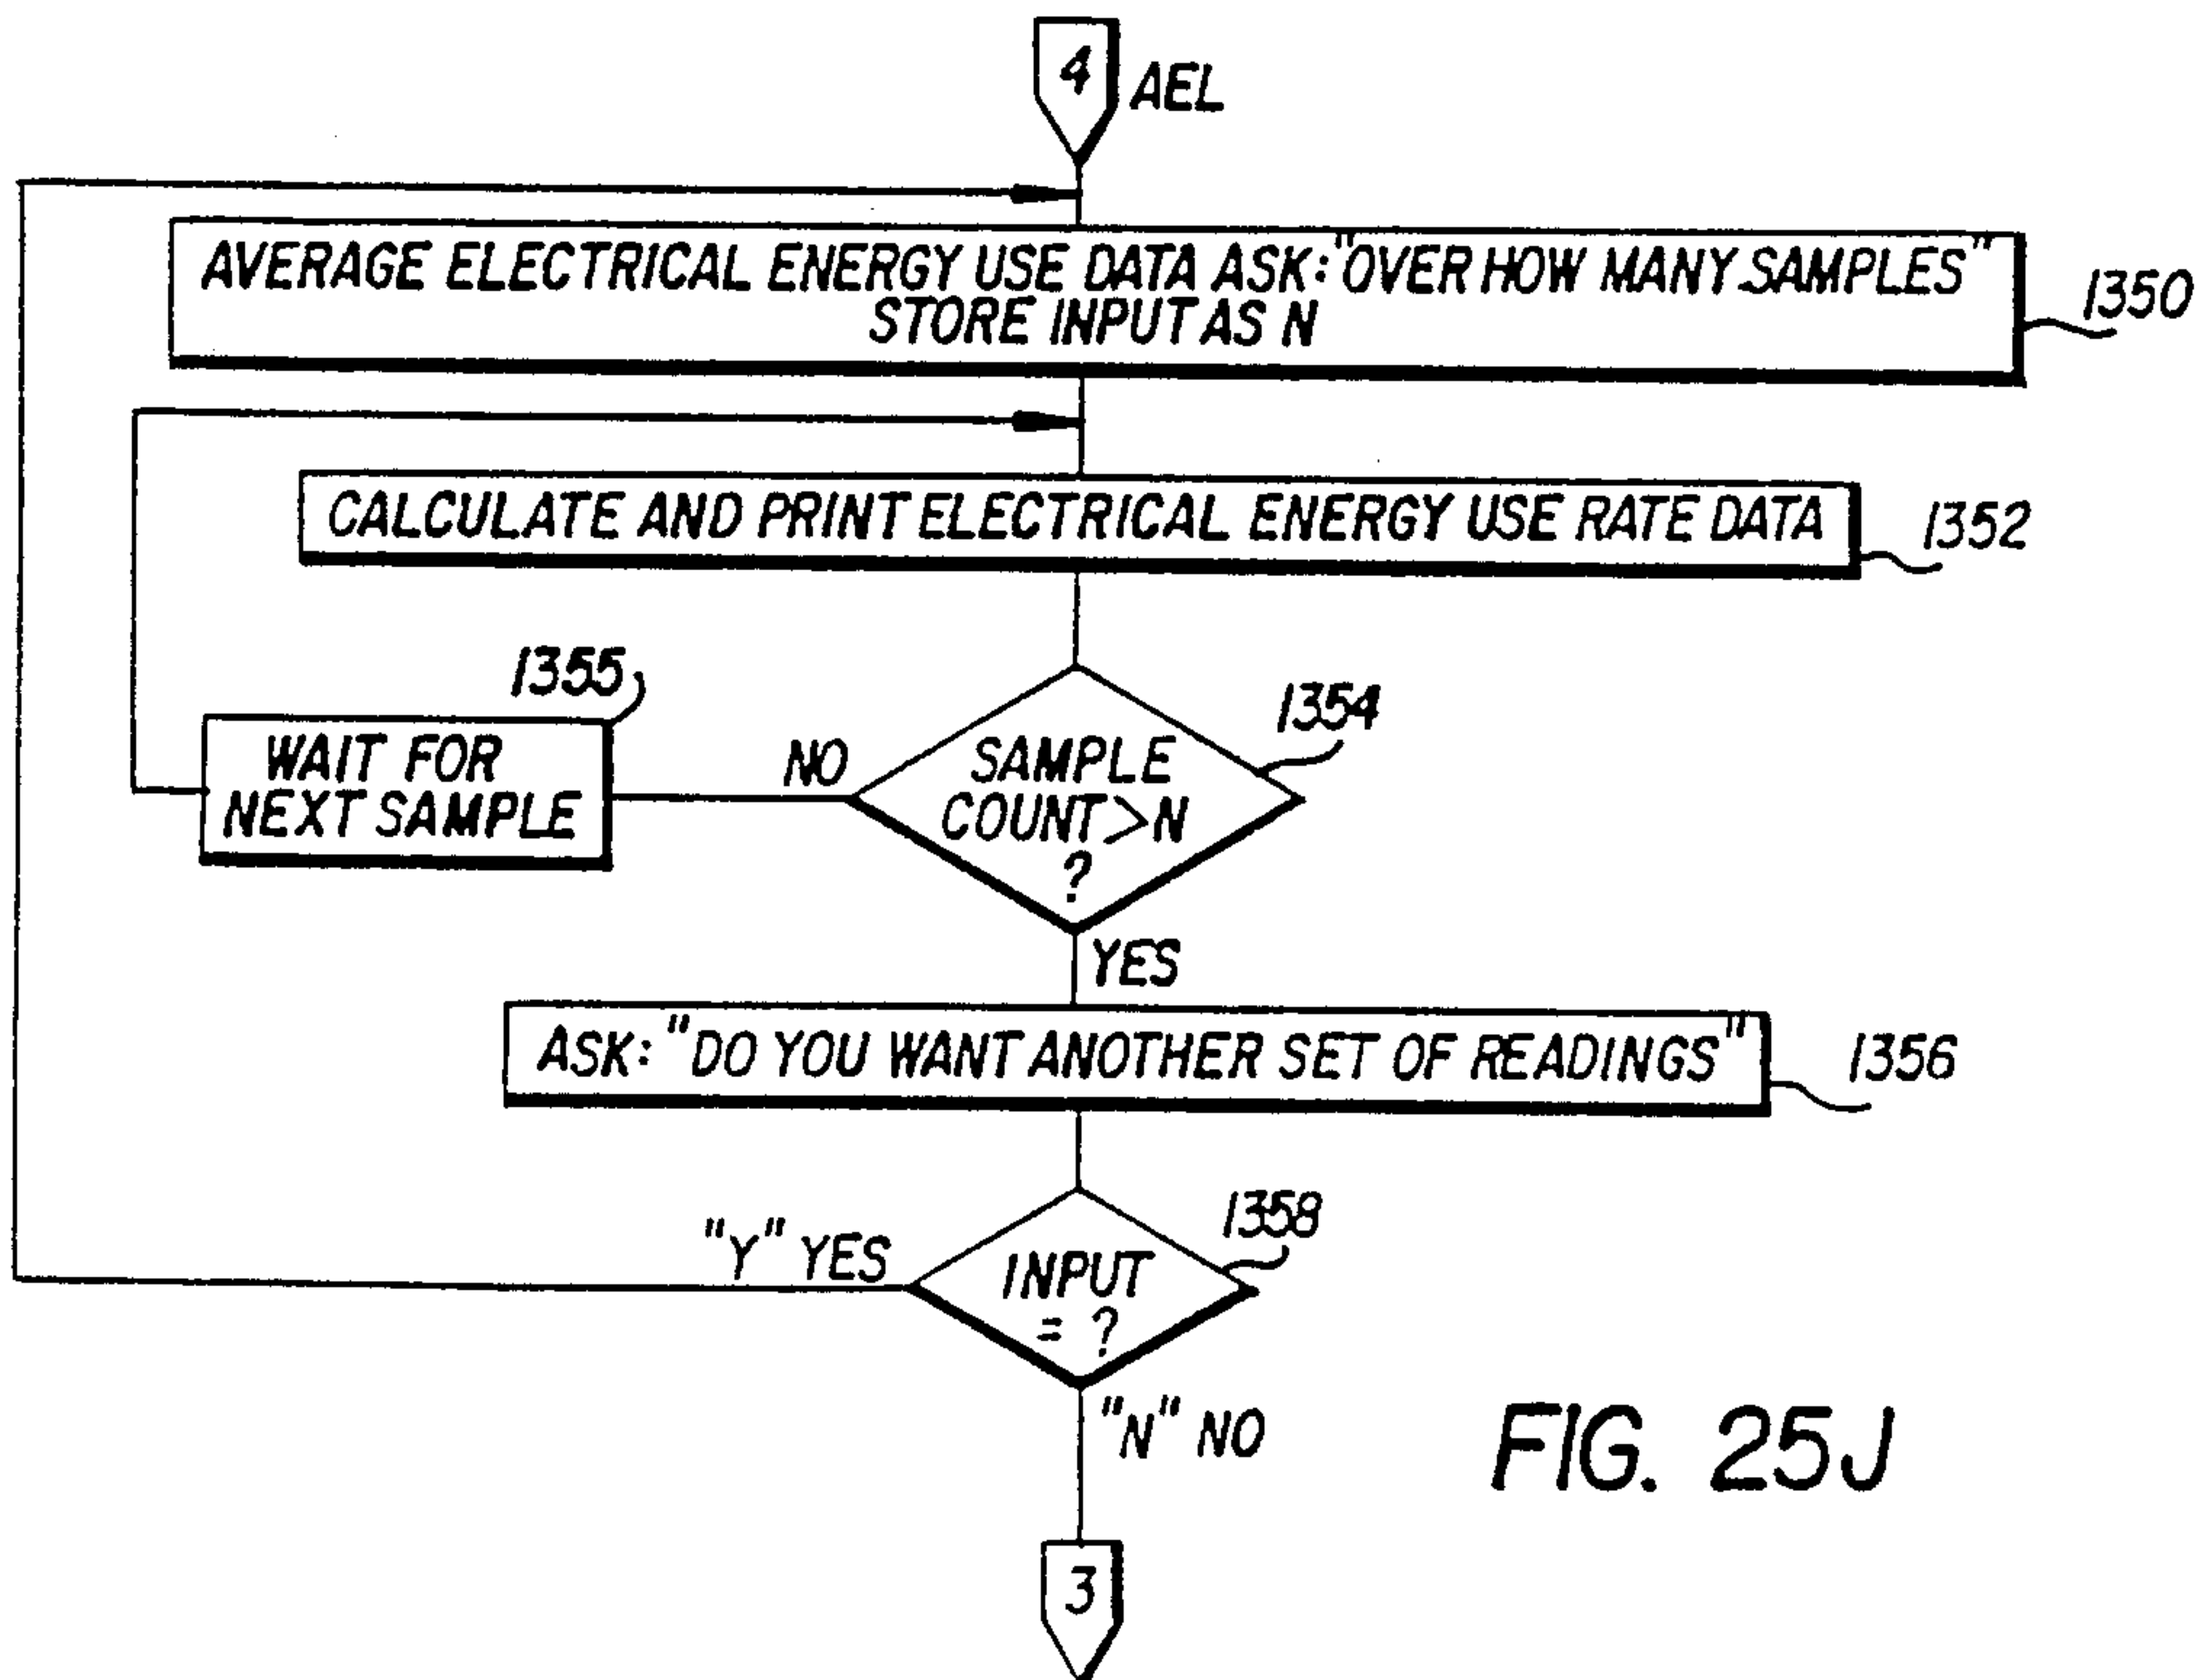 4 AEL
AVERAGE ELECTRICAL ENERGY USE DATA ASK: "OVER HOW MANY SAMPLES"
STORE INPUT AS N
1350
CALCULATE AND PRINT ELECTRICAL ENERGY USE RATE DATA
1352
1355
WAIT FOR
NEXT SAMPLE
NO
SAMPLE
COUNT>N
?
1354
YES
ASK: "DO YOU WANT ANOTHER SET OF READINGS"
1356
"Y" YES
INPUT
= ?
1358
"N" NO
FIG. 25J
3